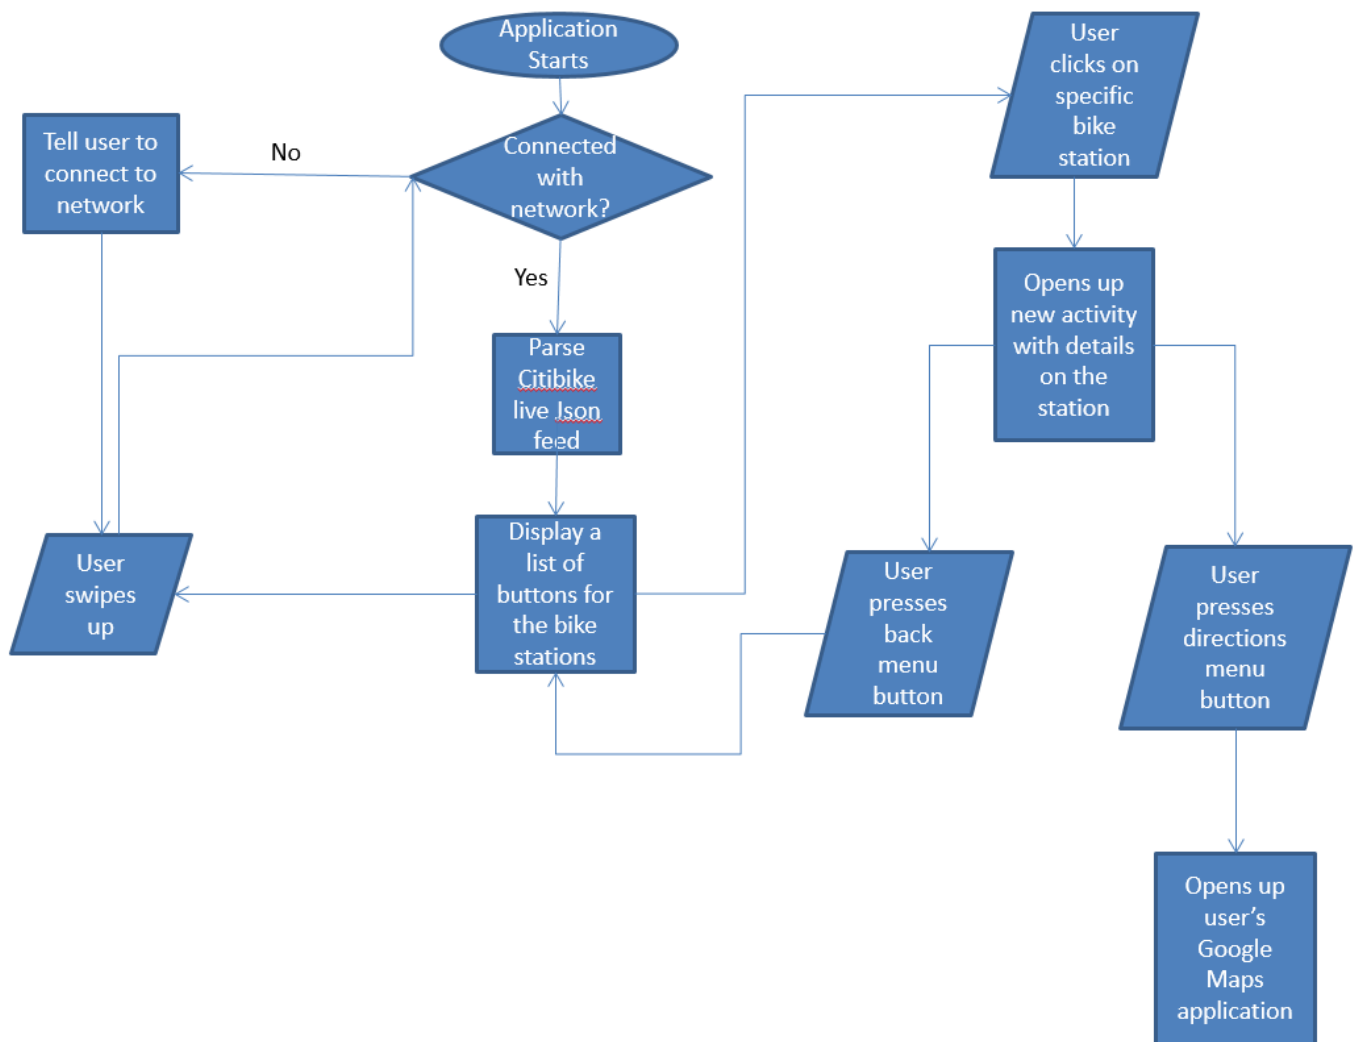 Application
Starts
User
clicks on
specific
bike
station
Tell user to
connect to
network
No
Connected
with
network?
Yes
Opens up
new activity
with details
on the
station
Parse
Citibike
live Json
feed
Display a
list of
buttons for
the bike
stations
User
swipes
up
User
presses
back
menu
button
User
presses
directions
menu
button
Opens up
user’s
Google
Maps
application